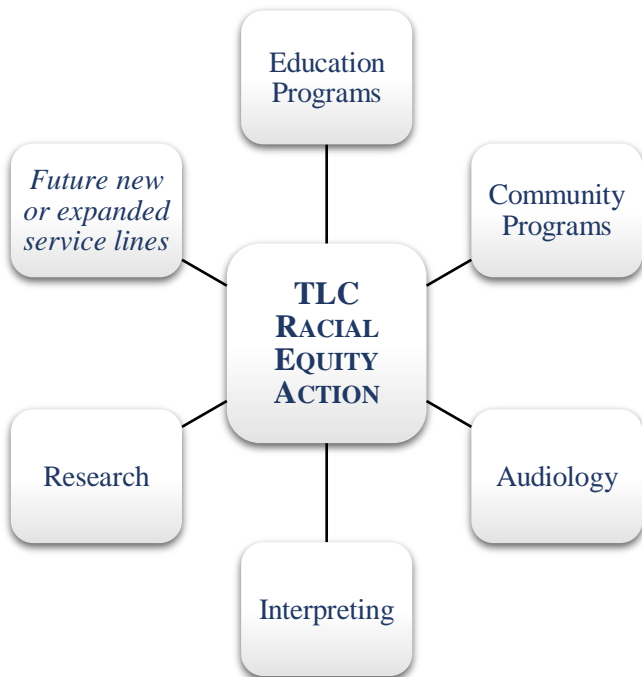 Education
Programs
Future new
or expanded
service lines
Community
Programs
TLC
RACIAL
EQUITY
ACTION
Research
Audiology
Interpreting